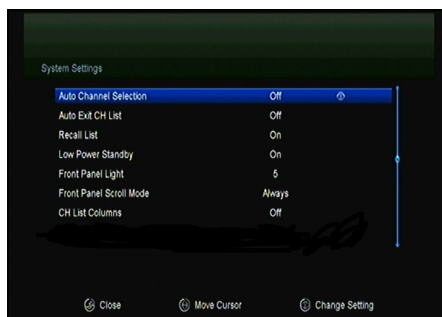 System Settings
Auto Channel Selection Off
Auto Exit CH List Off
Recall List On
Low Power Standby On
Front Panel Light 5
Front Panel Scroll Mode Always
CH List Columns Off
Close Move Cursor Change Setting